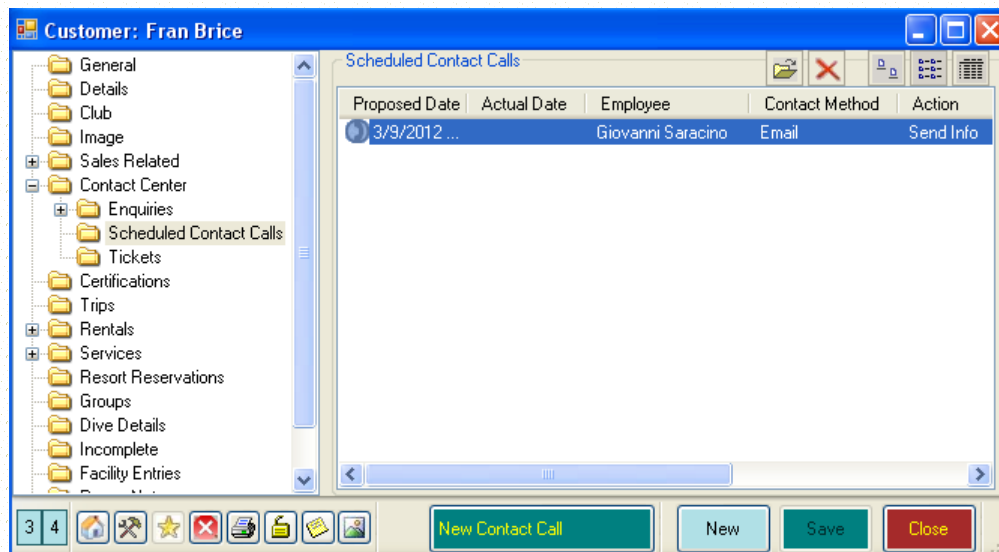 Customer: Fran Brice
General
Details
Club
Image
Sales Related
Contact Center
Enquiries
Scheduled Contact Calls
Tickets
Certifications
Trips
Rentals
Services
Resort Reservations
Groups
Dive Details
Incomplete
Facility Entries
Scheduled Contact Calls
Proposed Date Actual Date Employee Contact Method Action
3/9/2012 ... Giovanni Saracino Email Send Info
3 4 New Contact Call New Save Close